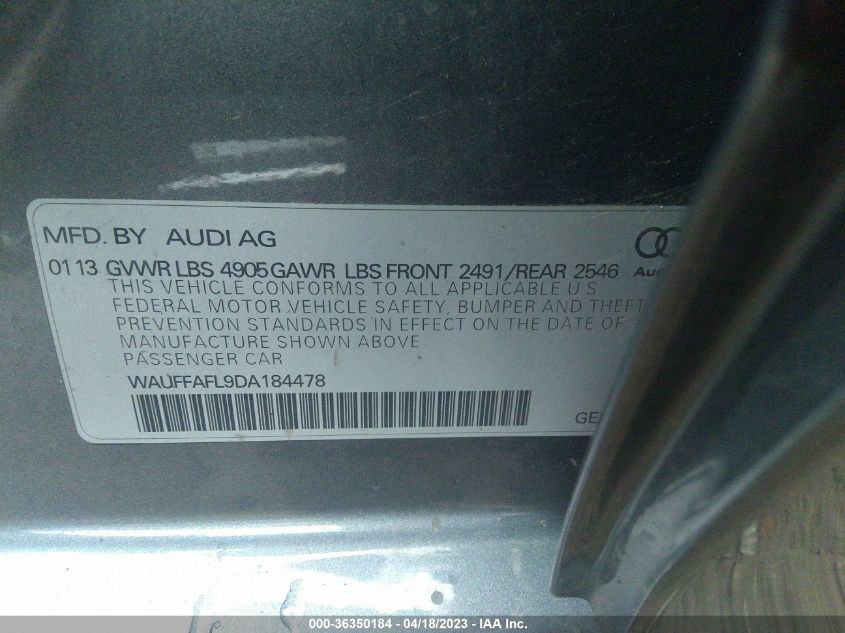 MFD. BY AUDI AG
01 13 GVWR LBS 4905 GAWR LBS FRONT 2491/REAR 2546
THIS VEHICLE CONFORMS TO ALL APPLICABLE U S
FEDERAL MOTOR VEHICLE SAFETY, BUMPER AND THEFT
PREVENTION STANDARDS IN EFFECT ON THE DATE OF
MANUFACTURE SHOWN ABOVE
PASSENGER CAR
WAUFFAFL9DA184478
000-36350184 - 04/18/2023 - IAA Inc.